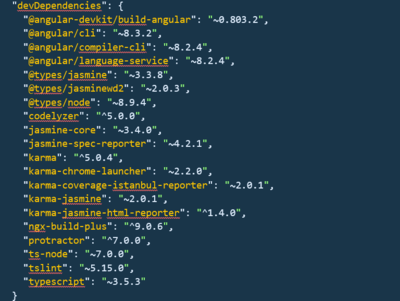 "devDependencies": {
"@angular-devkit/build-angular": "~0.803.2",
"@angular/cli": "~8.3.2",
"@angular/compiler-cli": "~8.2.4",
"@angular/language-service": "~8.2.4",
"@types/jasmine": "~3.3.8",
"@types/jasminewd2": "~2.0.3",
"@types/node": "~8.9.4",
"codelyzer": "^5.0.0",
"jasmine-core": "~3.4.0",
"jasmine-spec-reporter": "~4.2.1",
"karma": "^5.0.4",
"karma-chrome-launcher": "~2.2.0",
"karma-coverage-istanbul-reporter": "~2.0.1",
"karma-jasmine": "~2.0.1",
"karma-jasmine-html-reporter": "^1.4.0",
"ngx-build-plus": "^9.0.6",
"protractor": "^7.0.0",
"ts-node": "~7.0.0",
"tslint": "~5.15.0",
"typescript": "~3.5.3"
}